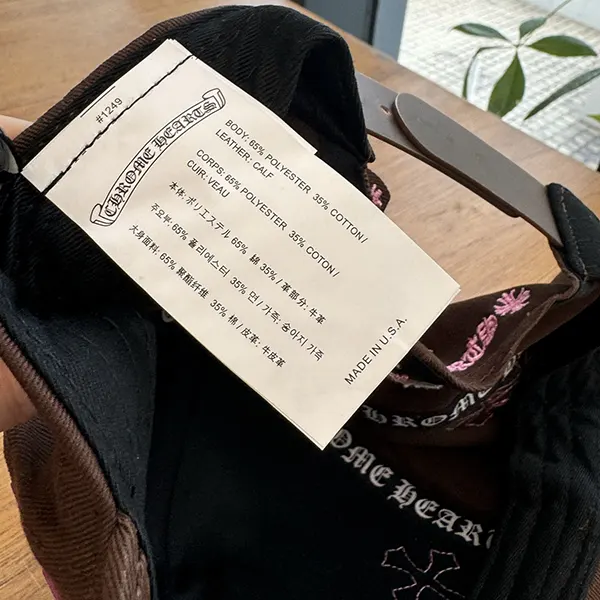 #1249
CHROME HEARTS
BODY: 65% POLYESTER 35% COTTON /
LEATHER: CALF
CORPS: 65% POLYESTER 35% COTON /
CUIR: VEAU
本体: ポリエステル 65% 綿 35% / 革部分: 牛革
주요부: 65% 폴리에스터 35% 면 / 가죽: 송아지 가죽
大身面料: 65% 聚酯纤维 35% 棉 / 皮革: 牛皮革
MADE IN U.S.A.
CHROME
OME HEAR